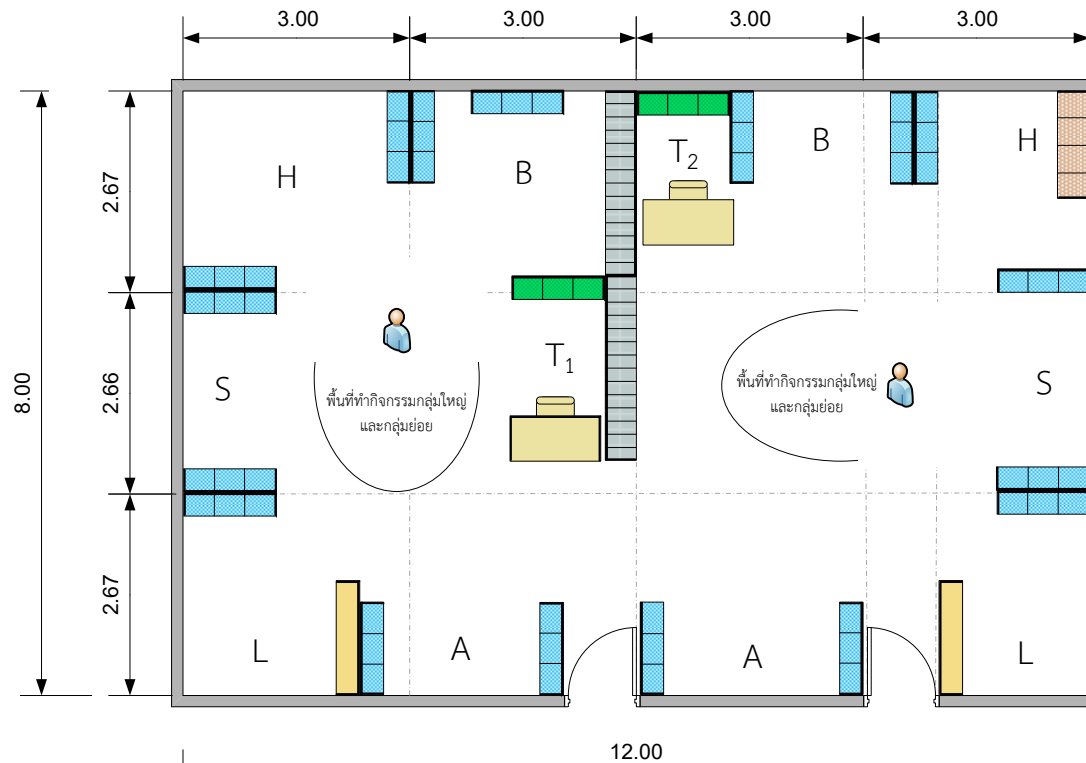 3.00 3.00 3.00 3.00
H B T2 B H
2.67
8.00
2.66
2.67
S T1 S
พื้นที่ทำกิจกรรมกลุ่มใหญ่
และกลุ่มย่อย
พื้นที่ทำกิจกรรมกลุ่มใหญ่
และกลุ่มย่อย
L A A L
12.00